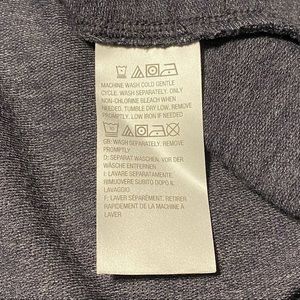 MACHINE WASH COLD GENTLE
CYCLE. WASH SEPARATELY. ONLY
NON-CHLORINE BLEACH WHEN
NEEDED. TUMBLE DRY LOW. REMOVE
PROMPTLY. LOW IRON IF NEEDED
GB: WASH SEPARATELY, REMOVE
PROMPTLY
D: SEPARAT WASCHEN, VOR DER
WÄSCHE ENTFERNEN
I: LAVARE SEPARATAMENTE
RIMUOVERE SUBITO DOPO IL
LAVAGGIO
F: LAVER SÉPARÉMENT. RETIRER
RAPIDEMENT DE LA MACHINE À
LAVER